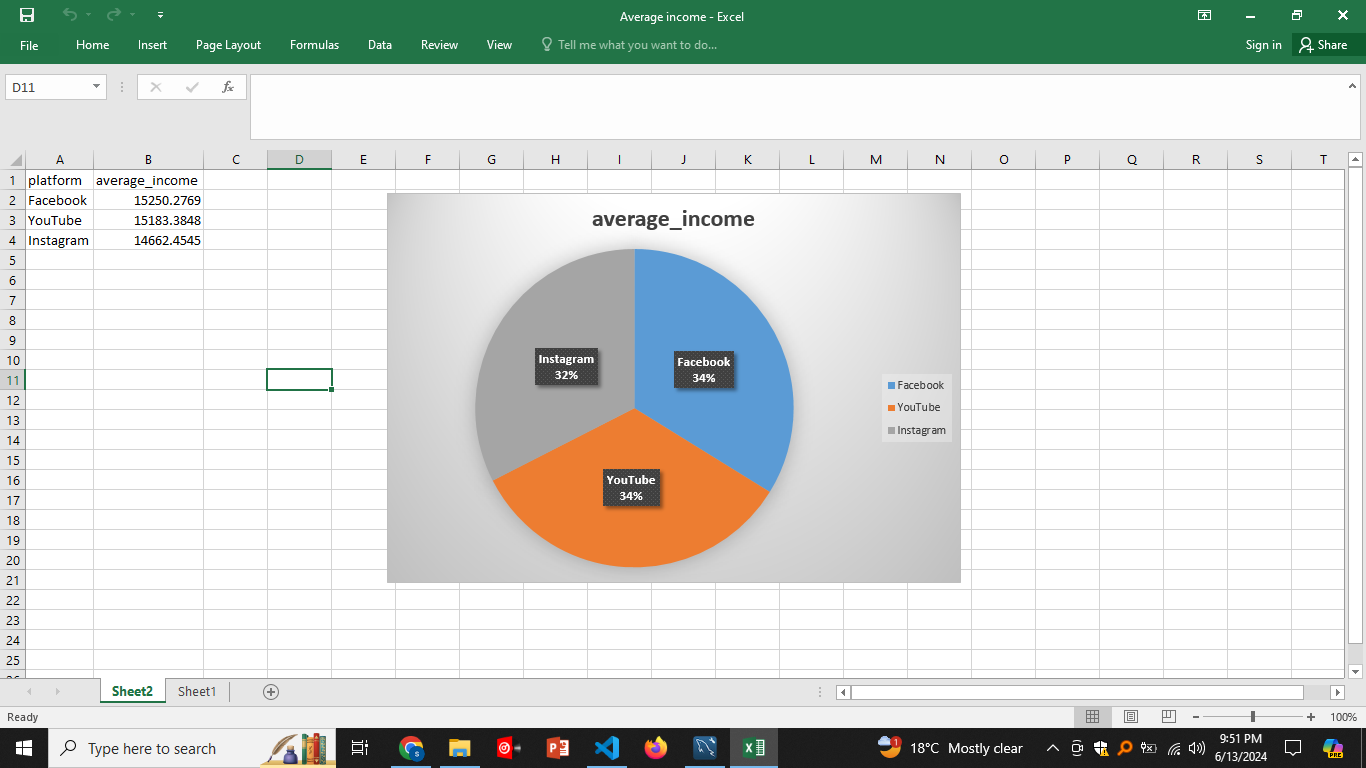 Average income - Excel
File Home Insert Page Layout Formulas Data Review View Tell me what you want to do... Sign in Share
D11 fx
A B C D E F G H I J K L M N O P Q R S T
1 platform average_income
2 Facebook 15250.2769
3 YouTube 15183.3848
4 Instagram 14662.4545
5
6
7
8
9
10
11
12
13
14
15
16
17
18
19
20
21
22
23
24
25
average_income
Instagram
32%
Facebook
34%
YouTube
34%
Facebook
YouTube
Instagram
Sheet2 Sheet1
Ready 100%
Type here to search
18°C Mostly clear
9:51 PM
6/13/2024